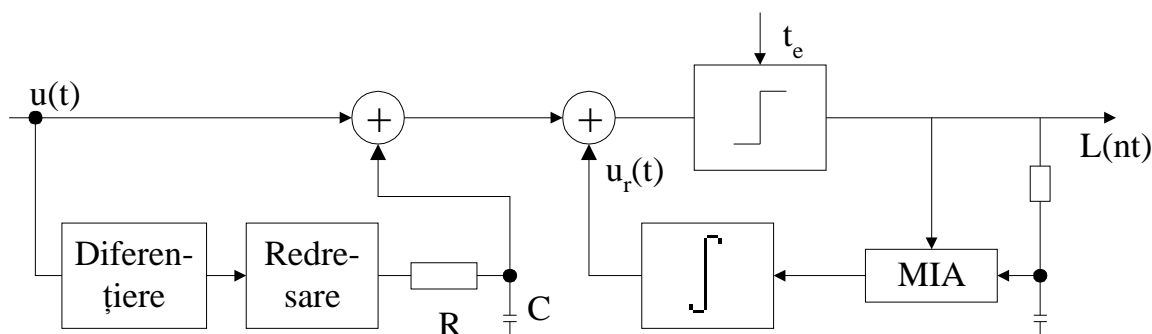 t_e
u(t)
+
+
L(nt)
u_r(t)
Diferen-
țiere
Redre-
sare
MIA
R
C